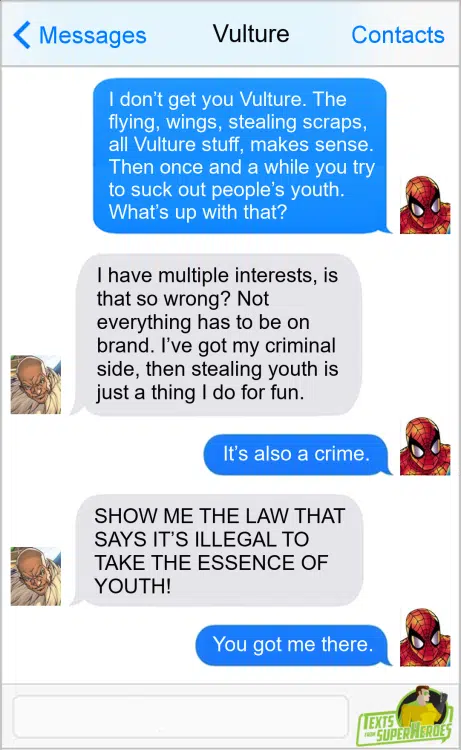 Messages
Vulture
Contacts
I don't get you Vulture. The
flying, wings, stealing scraps,
all Vulture stuff, makes sense.
Then once and a while you try
to suck out people's youth.
What's up with that?
I have multiple interests, is
that so wrong? Not
everything has to be on
brand. I've got my criminal
side, then stealing youth is
just a thing I do for fun.
It's also a crime.
SHOW ME THE LAW THAT
SAYS IT'S ILLEGAL TO
TAKE THE ESSENCE OF
YOUTH!
You got me there.
TEXTS
FROM SUPERHEROES